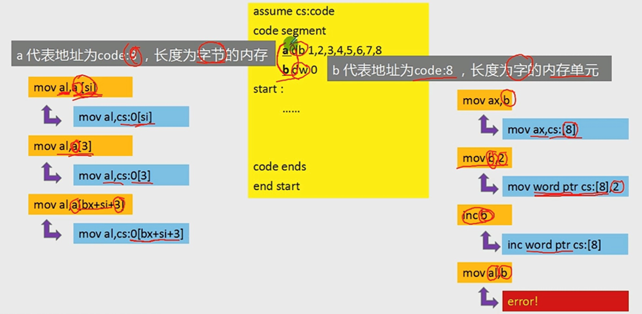 assume cs:code
code segment
a db 1,2,3,4,5,6,7,8
b dw 0
start :
……
code ends
end start
a 代表地址为code:0，长度为字节的内存
mov al,a[si]
mov al,cs:0[si]
mov al,a[3]
mov al,cs:0[3]
mov al,a[bx+si+3]
mov al,cs:0[bx+si+3]
b 代表地址为code:8，长度为字的内存单元
mov ax,b
mov ax,cs:[8]
mov b,2
mov word ptr cs:[8],2
inc b
inc word ptr cs:[8]
mov al,b
error!